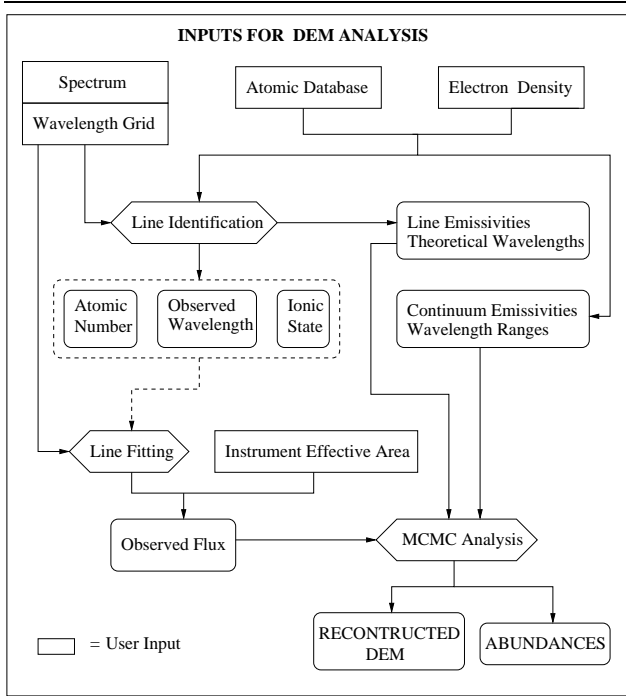 INPUTS FOR DEM ANALYSIS
Spectrum
Wavelength Grid
Atomic Database
Electron Density
Line Identification
Line Emissivities
Theoretical Wavelengths
Atomic
Number
Observed
Wavelength
Ionic
State
Continuum Emissivities
Wavelength Ranges
Line Fitting
Instrument Effective Area
Observed Flux
MCMC Analysis
RECONTRUCTED
DEM
ABUNDANCES
= User Input